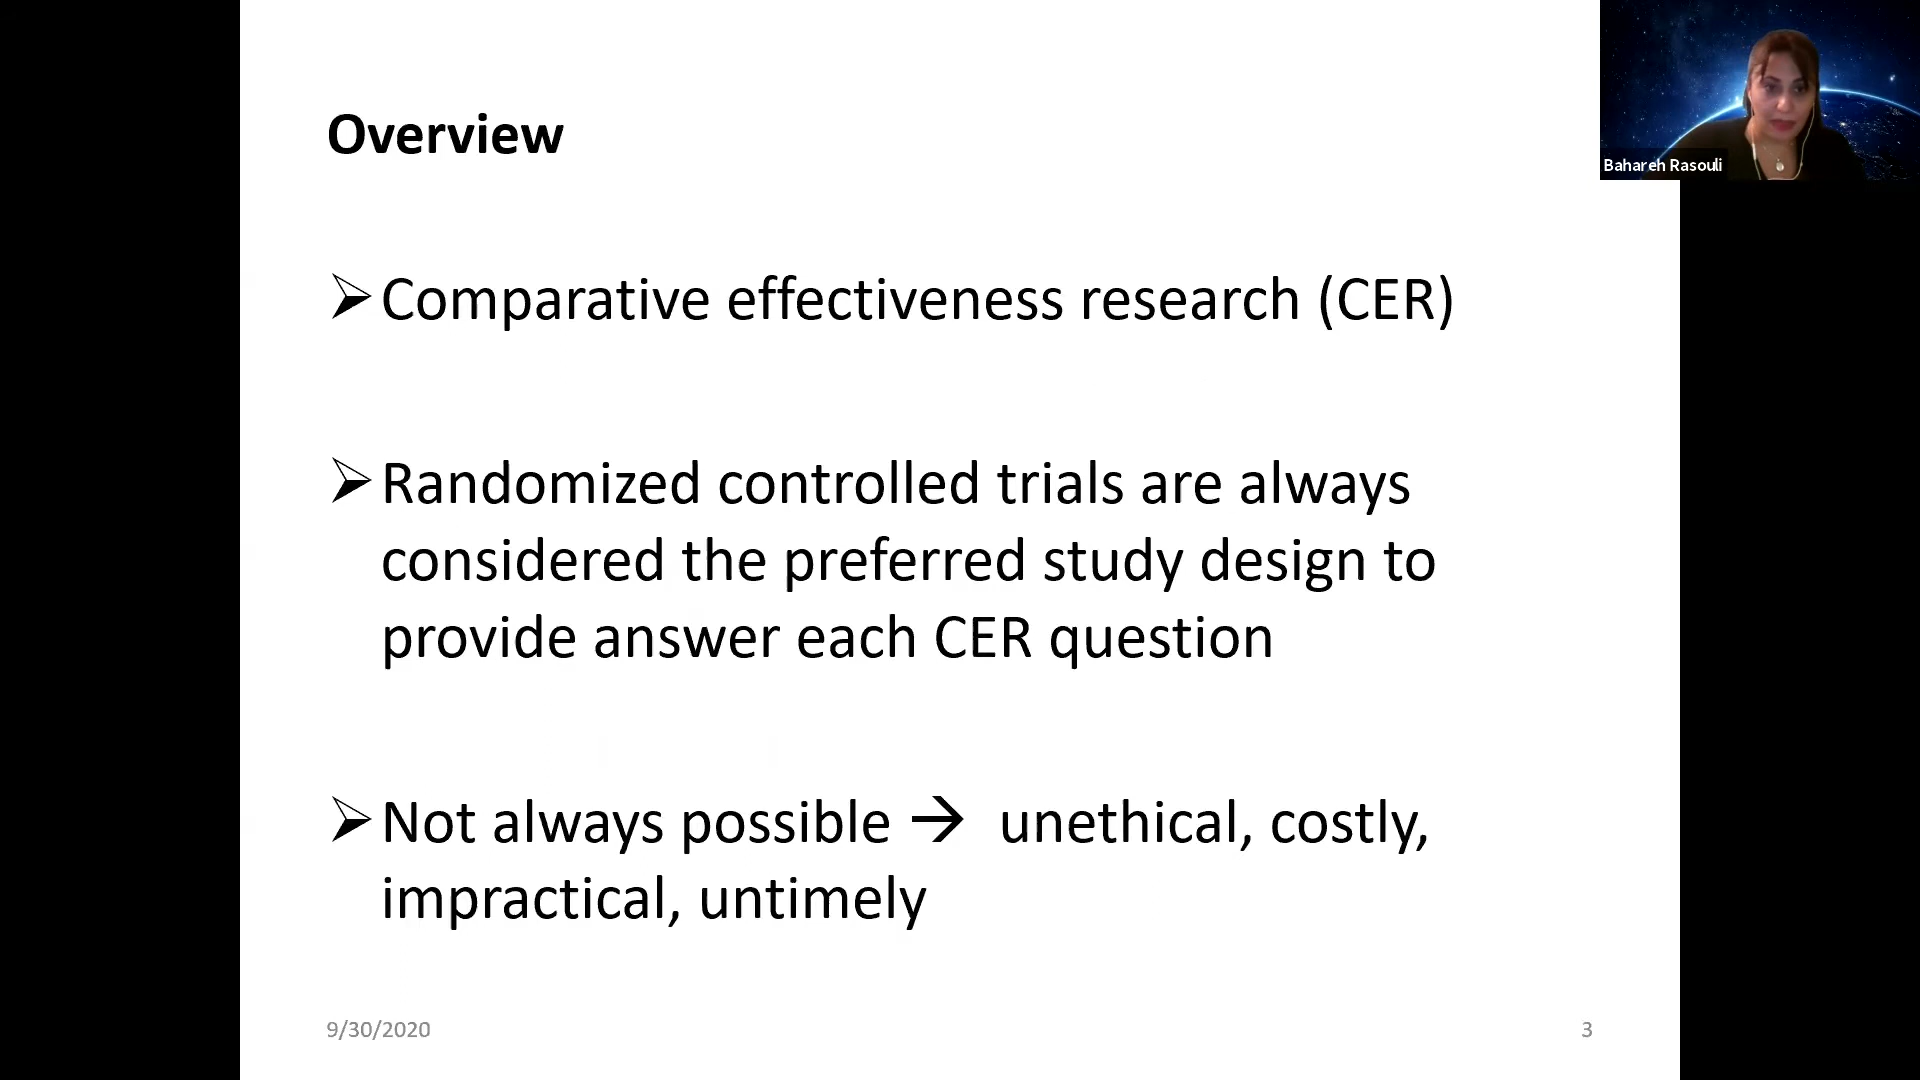 Overview
Bahareh Rasouli
➢Comparative effectiveness research (CER)
➢Randomized controlled trials are always
considered the preferred study design to
provide answer each CER question
➢Not always possible → unethical, costly,
impractical, untimely
9/30/2020
3